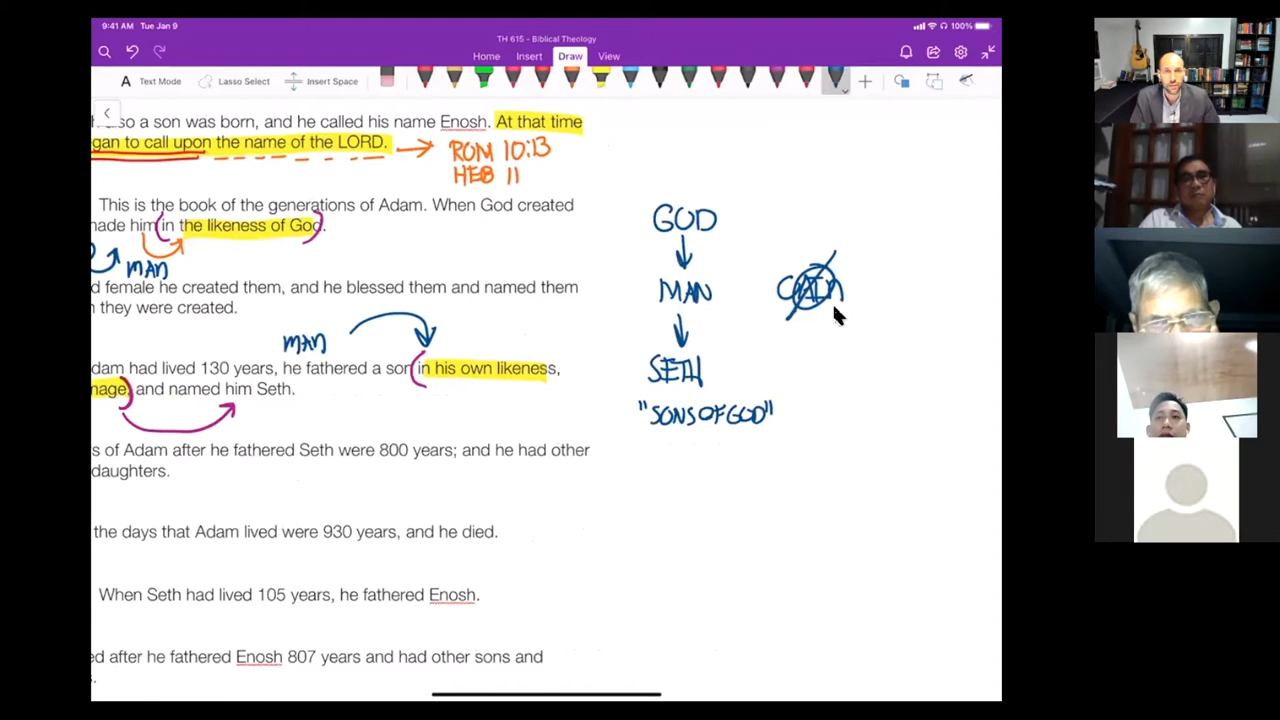 9:41 AM Tue Jan 9
100%
TH 615 - Biblical Theology
Home Insert Draw View
A Text Mode Lasso Select Insert Space
also a son was born, and he called his name Enosh. At that time
gan to call upon the name of the LORD.
ROM 10:13
HEB 11
This is the book of the generations of Adam. When God created
made him in the likeness of God.
MAN
d female he created them, and he blessed them and named them
they were created.
MAN
dam had lived 130 years, he fathered a son in his own likeness,
mage, and named him Seth.
s of Adam after he fathered Seth were 800 years; and he had other
daughters.
the days that Adam lived were 930 years, and he died.
When Seth had lived 105 years, he fathered Enosh.
ed after he fathered Enosh 807 years and had other sons and
s.
GOD
MAN
CAIN
SETH
"SONS OF GOD"